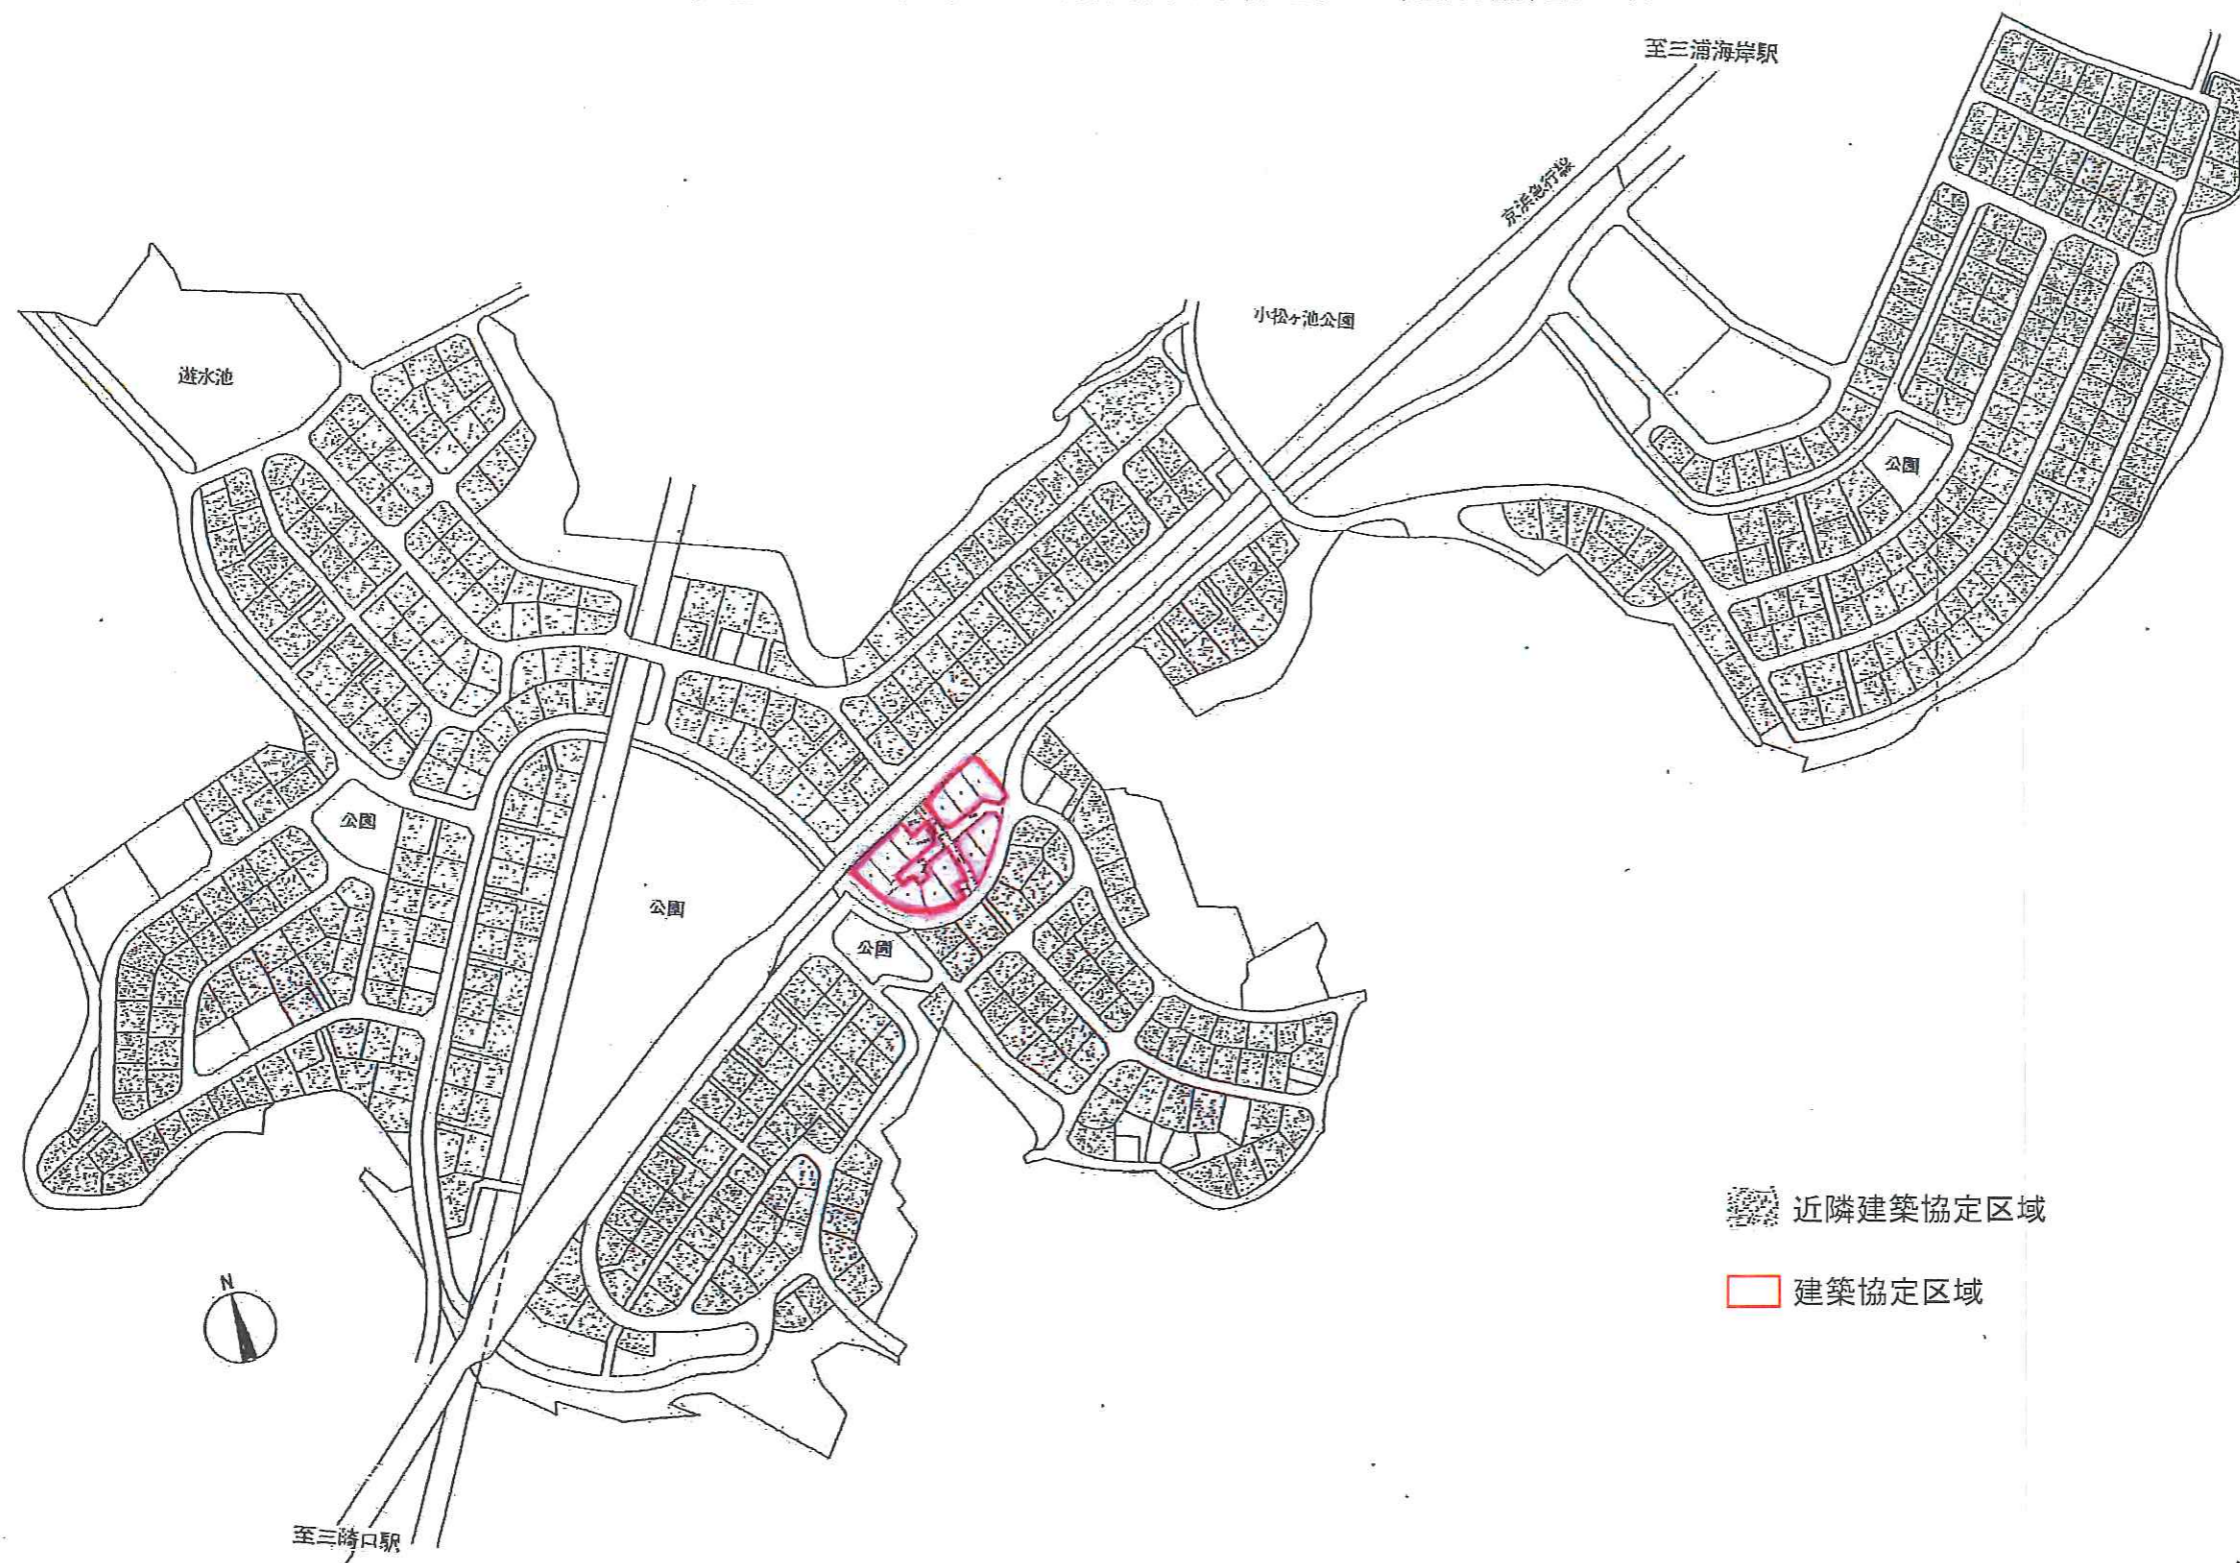 至三浦海岸駅
京浜急行線
小松ヶ池公園
遊水池
公園
公園
公園
公園
近隣建築協定区域
N
建築協定区域
至三崎口駅